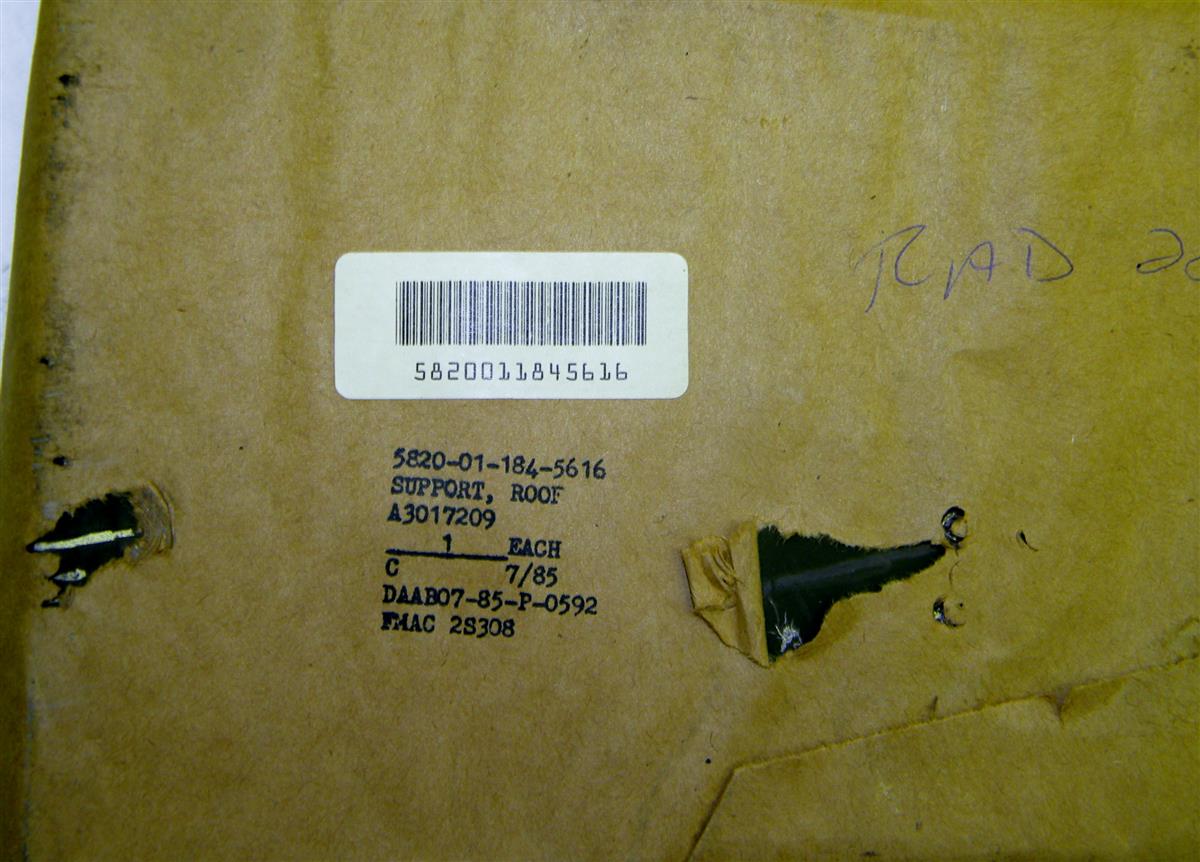 RAD
5820011845616
5820-01-184-5616
SUPPORT, ROOF
A3017209
1 EACH
C 7/85
DAAB07-85-P-0592
FMAC 2S308